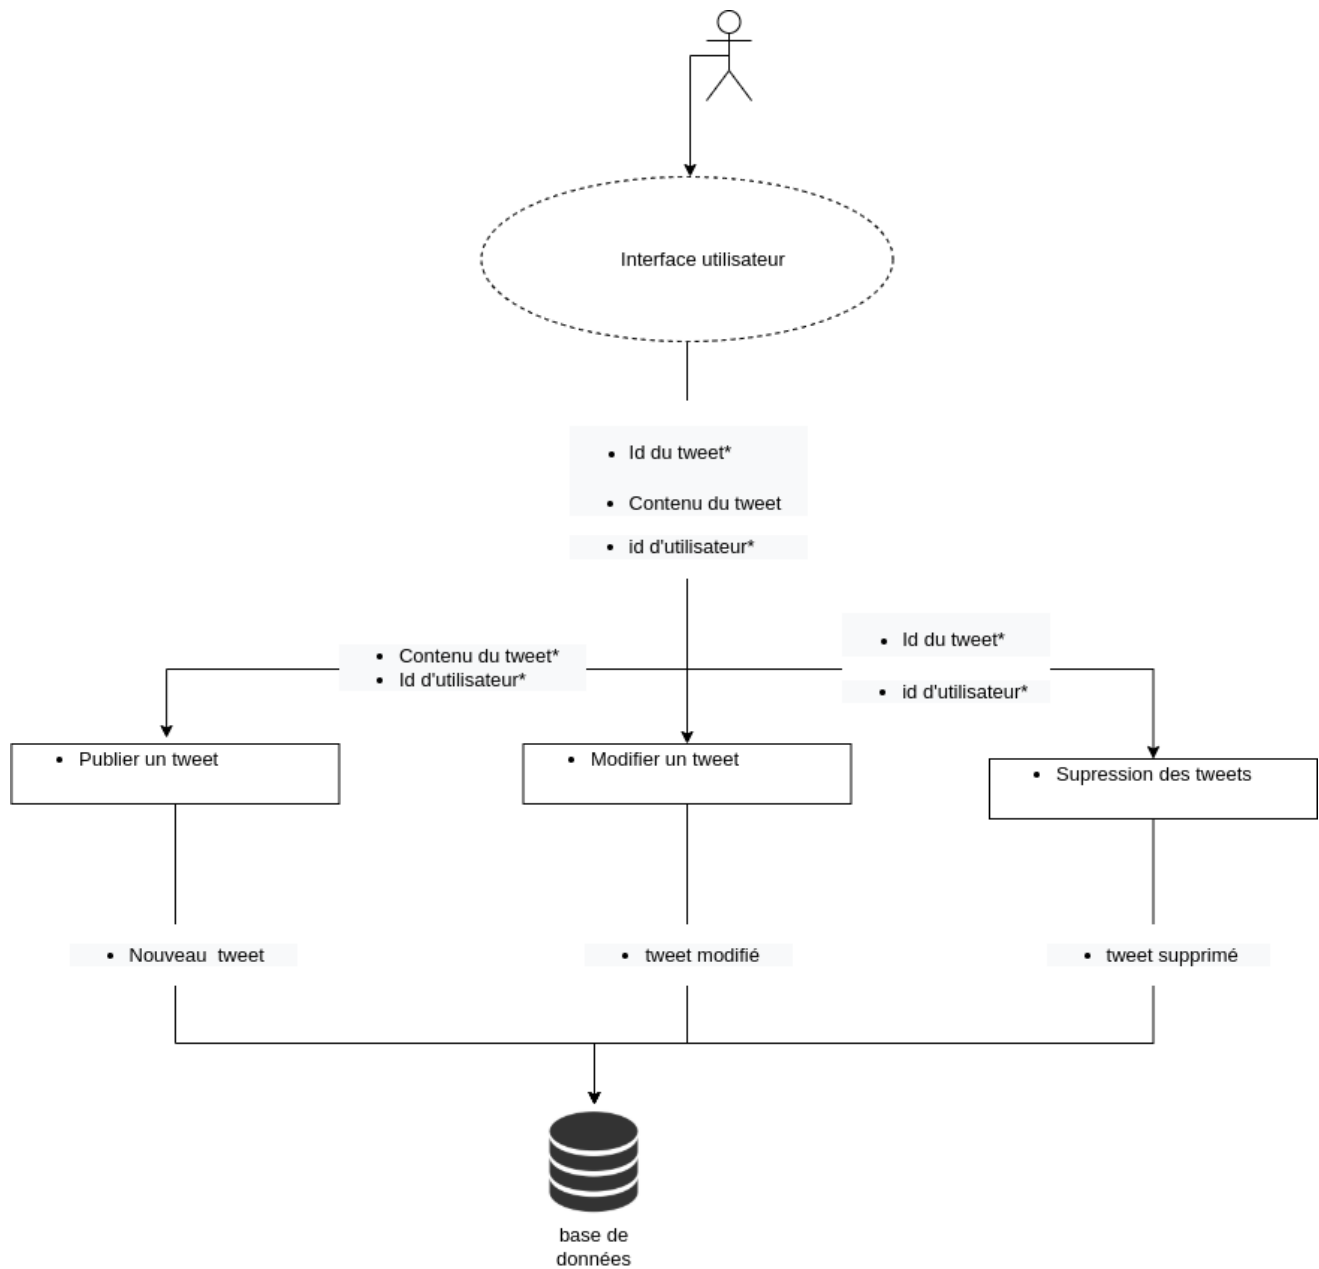 Interface utilisateur
• Id du tweet*
• Contenu du tweet
• id d'utilisateur*
• Contenu du tweet*
• Id d'utilisateur*
• Id du tweet*
• id d'utilisateur*
• Publier un tweet
• Modifier un tweet
• Supression des tweets
• Nouveau  tweet
• tweet modifié
• tweet supprimé
base de
données